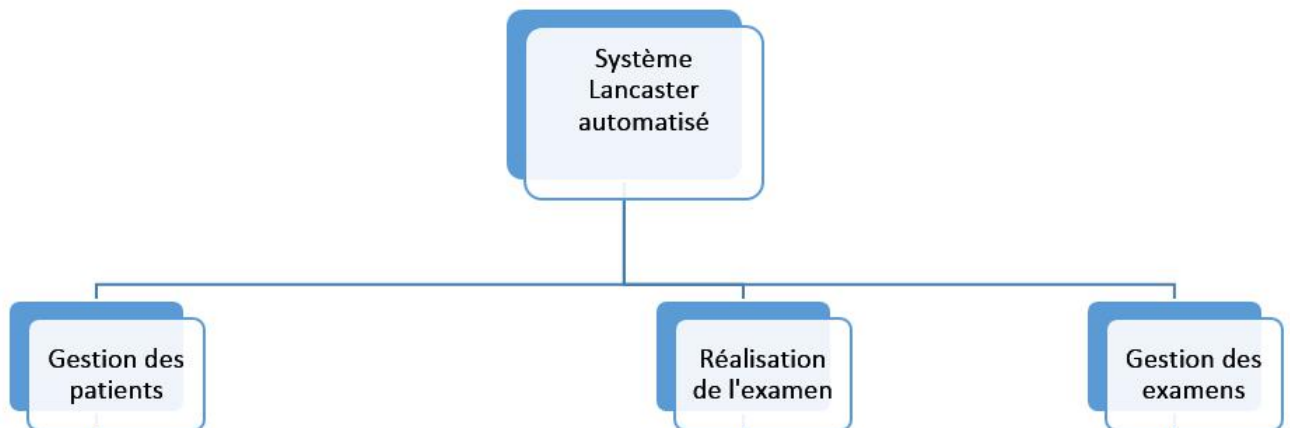 Système
Lancaster
automatisé
Gestion des
patients
Réalisation
de l'examen
Gestion des
examens